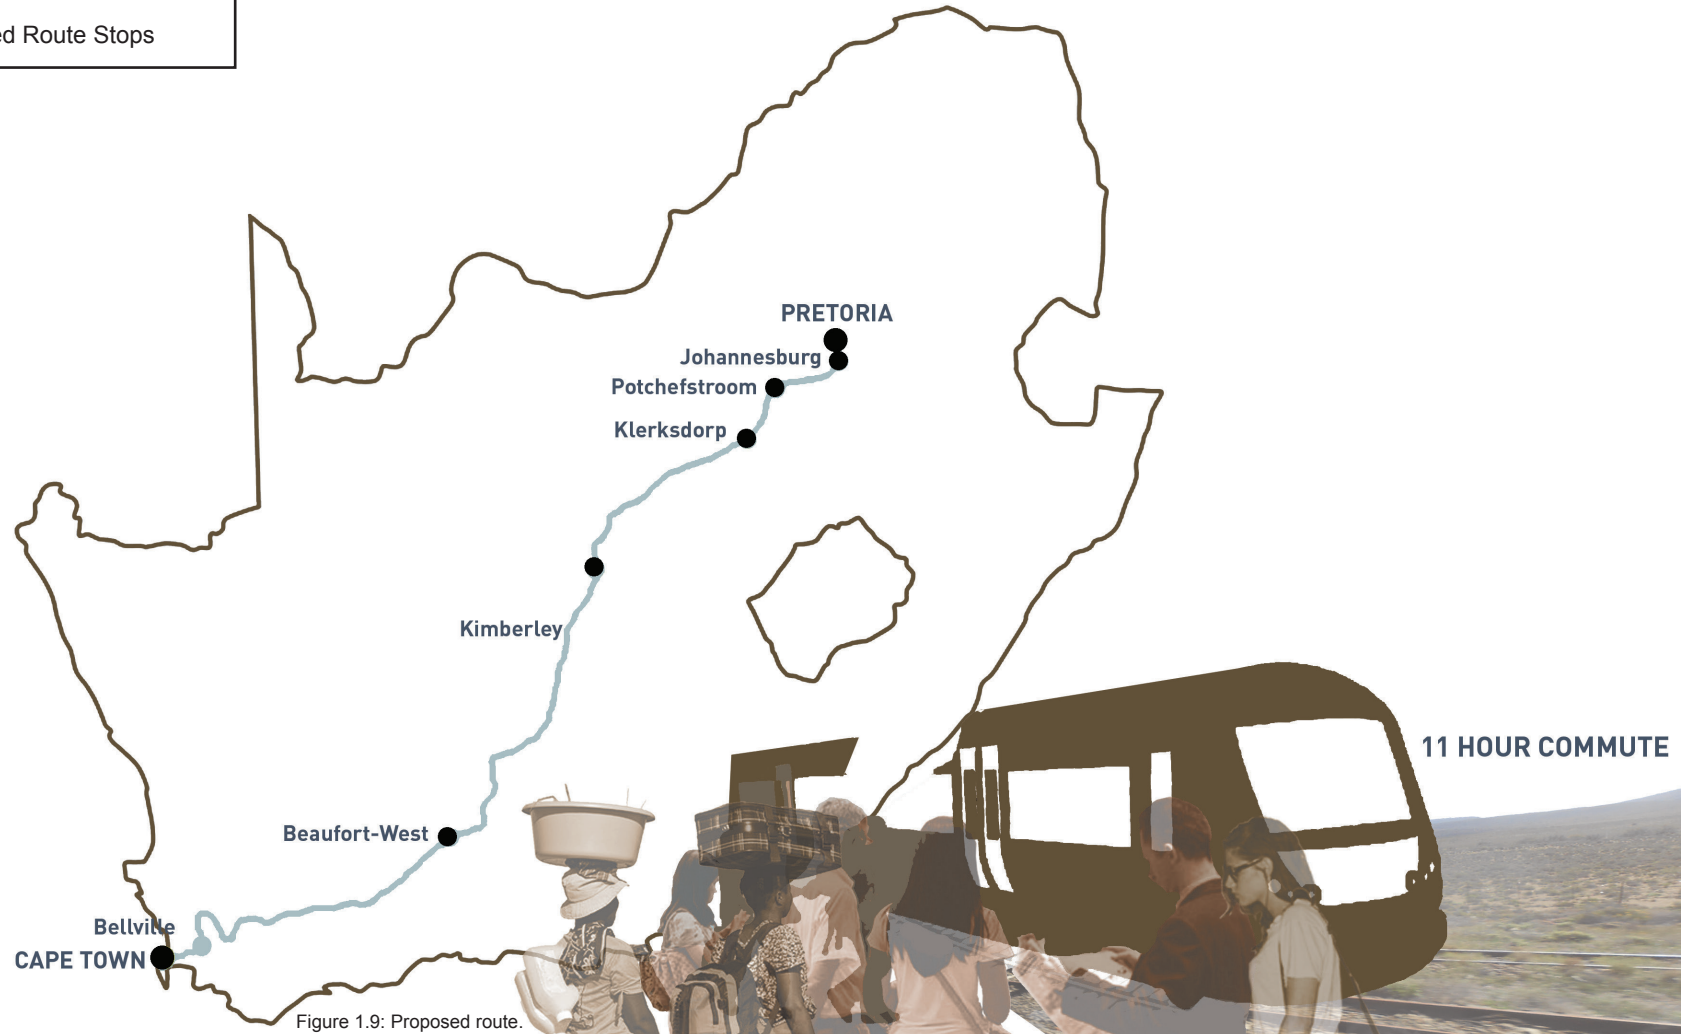 ed Route Stops
PRETORIA
Johannesburg
Potchefstroom
Klerksdorp
Kimberley
11 HOUR COMMUTE
Beaufort-West
Bellville
CAPE TOWN
Figure 1.9: Proposed route.